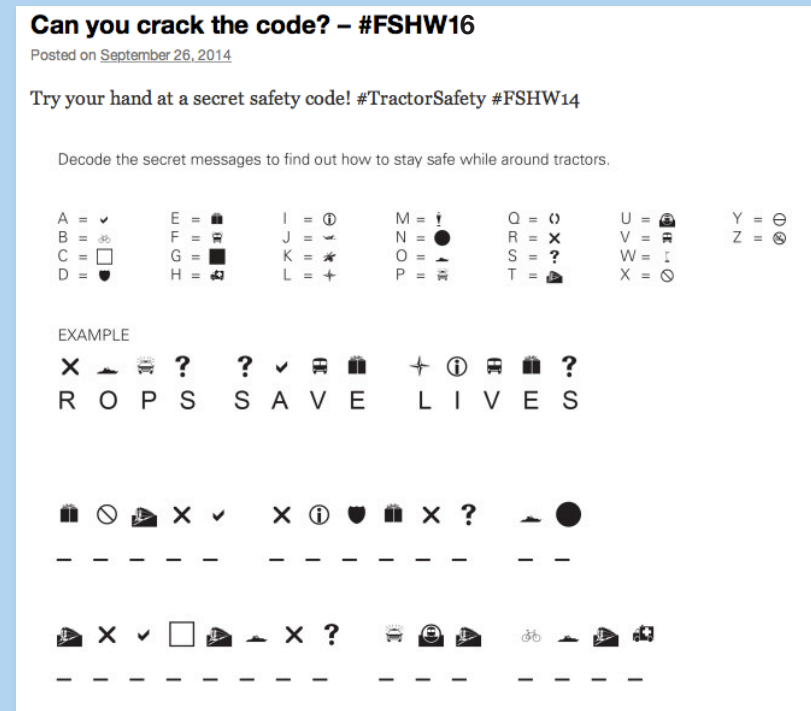 Can you crack the code? – #FSHW16
Posted on September 26, 2014
Try your hand at a secret safety code! #TractorSafety #FSHW14
Decode the secret messages to find out how to stay safe while around tractors.
A = E = I = M = Q = U = Y =
B = F = J = N = R = V = Z =
C = G = K = O = S = W =
D = H = L = P = T = X =
EXAMPLE
? ? ?
R O P S S A V E L I V E S
?
_ _ _ _ _ _ _ _ _ _ _ _ _
?
_ _ _ _ _ _ _ _ _ _ _ _ _ _ _